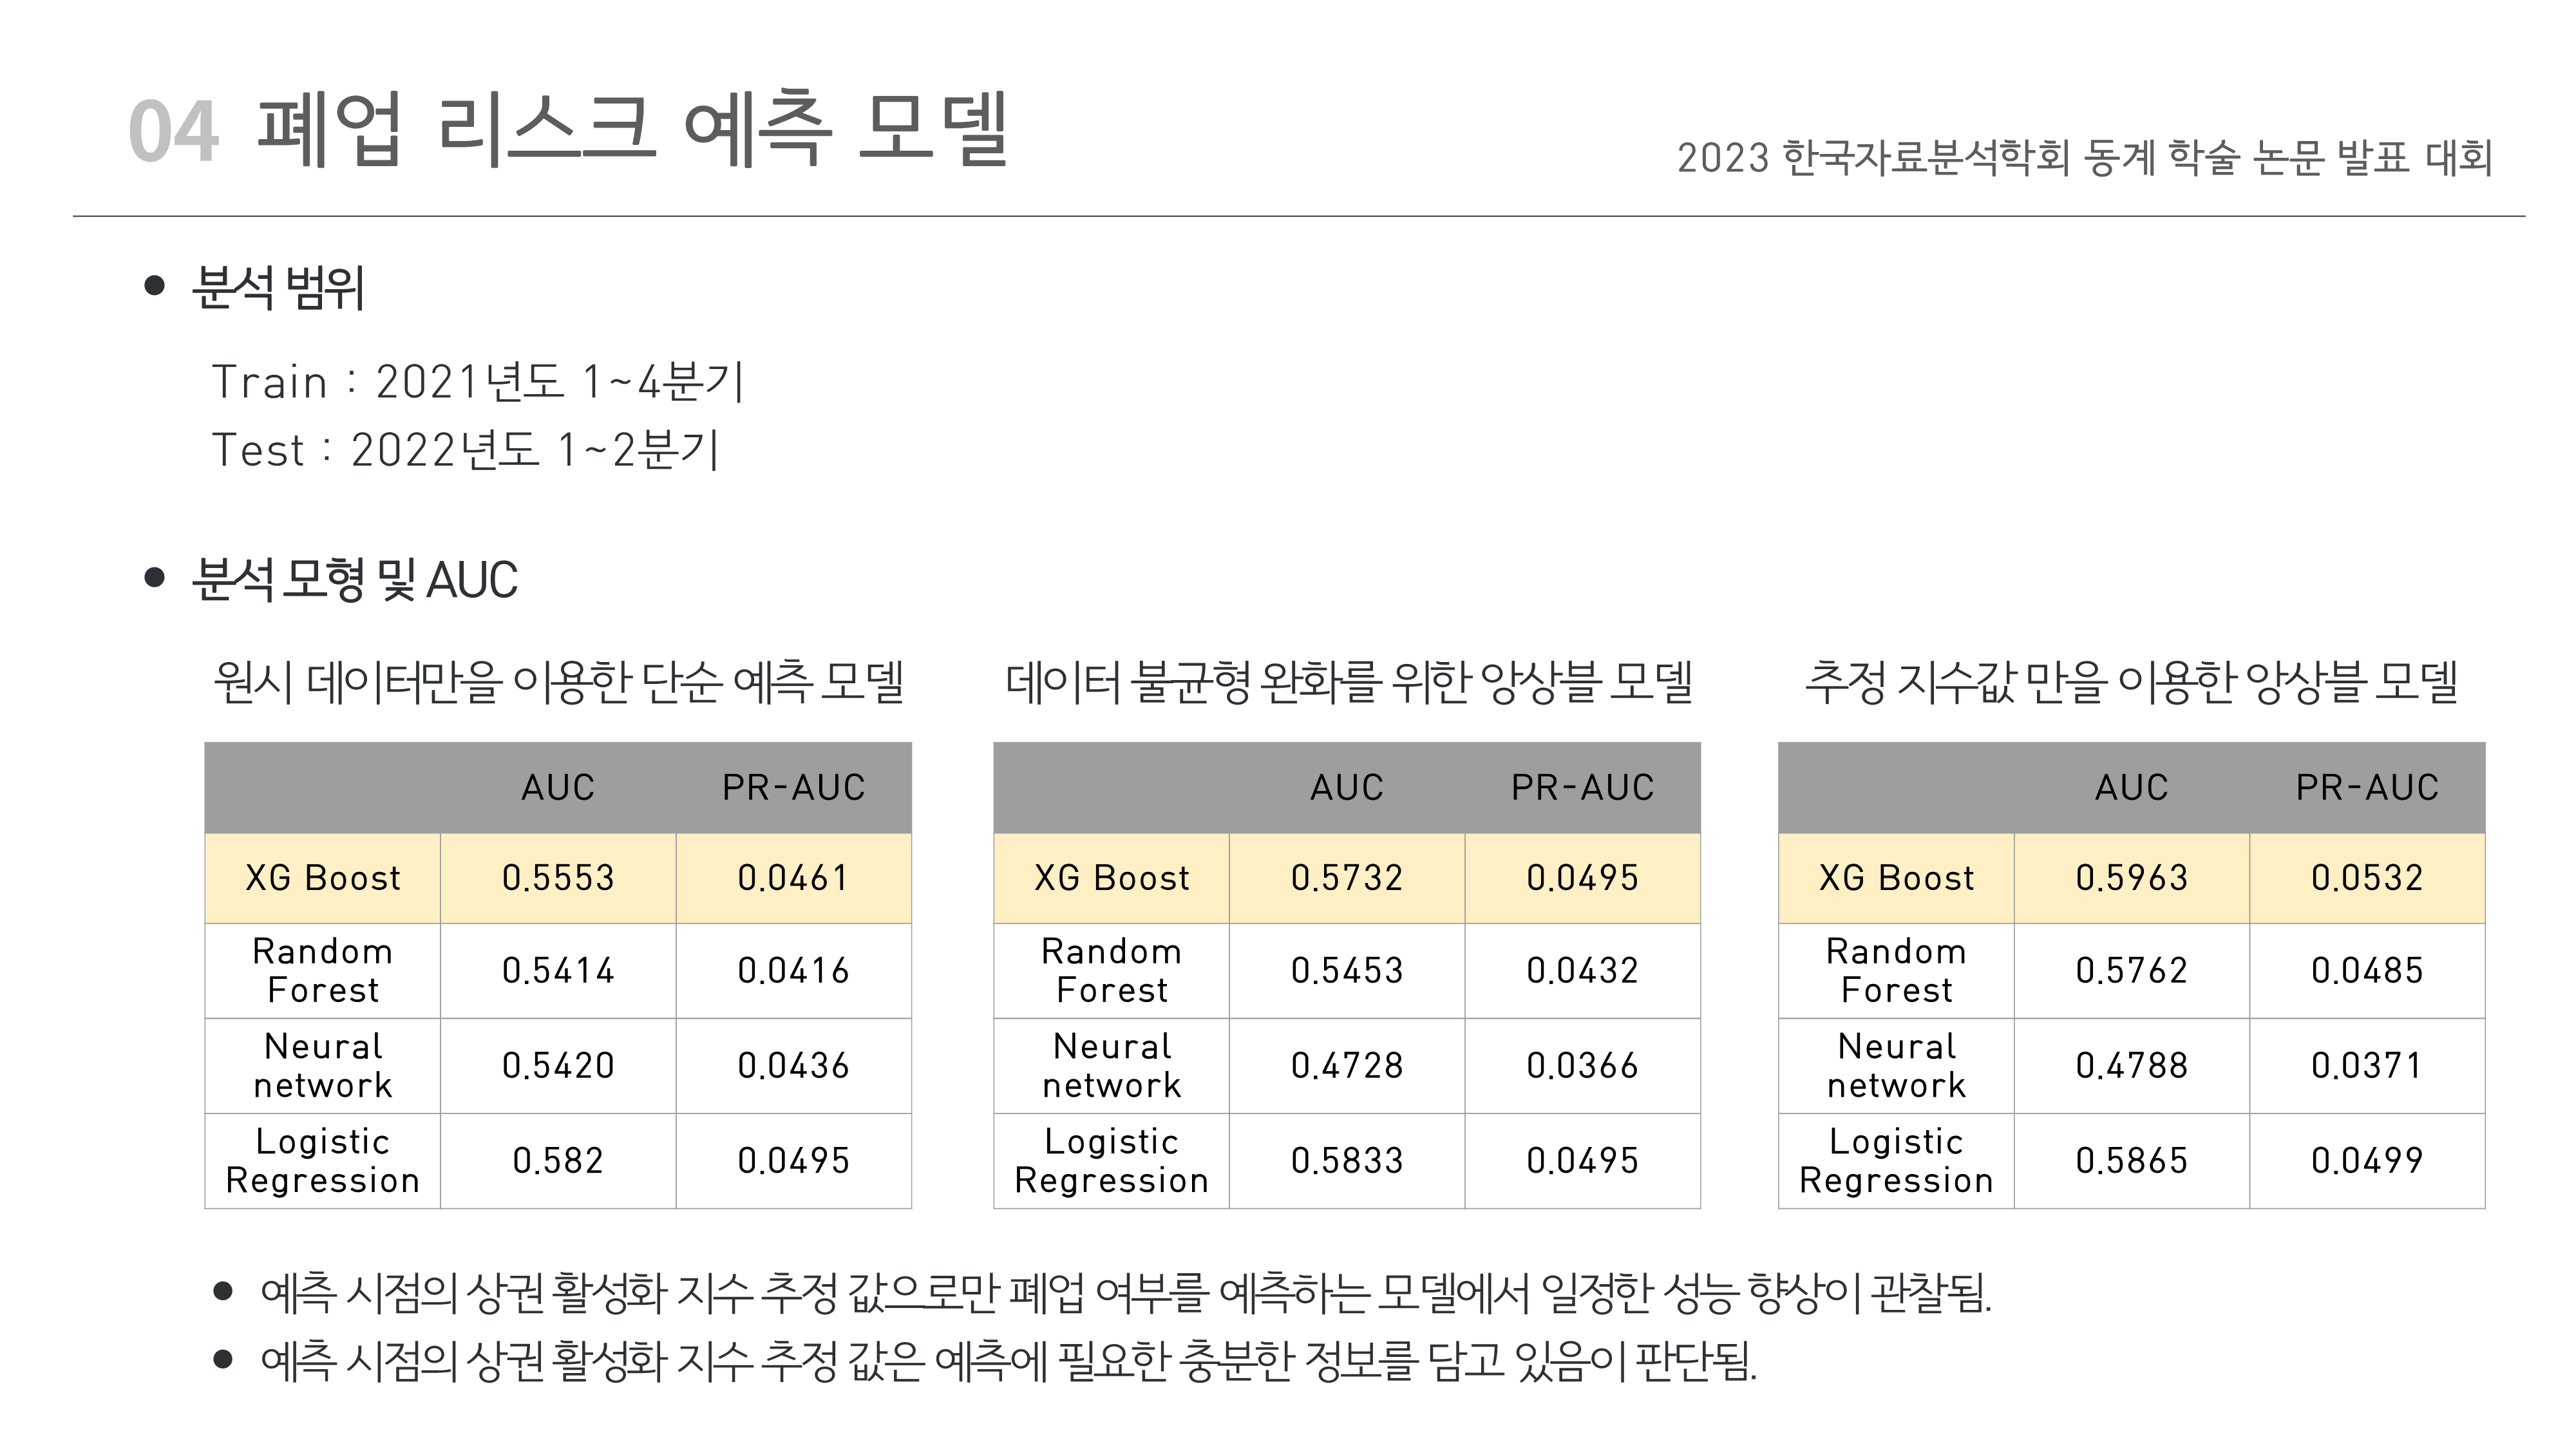 04 폐업 리스크 예측 모델
2023 한국자료분석학회 동계 학술 논문 발표 대회
● 분석 범위
Train : 2021년도 1~4분기
Test : 2022년도 1~2분기
● 분석 모형 및 AUC
원시 데이터만을 이용한 단순 예측 모델
AUC PR-AUC
XG Boost 0.5553 0.0461
Random
Forest 0.5414 0.0416
Neural
network 0.5420 0.0436
Logistic
Regression 0.582 0.0495
데이터 불균형 완화를 위한 앙상블 모델
AUC PR-AUC
XG Boost 0.5732 0.0495
Random
Forest 0.5453 0.0432
Neural
network 0.4728 0.0366
Logistic
Regression 0.5833 0.0495
추정 지수값 만을 이용한 앙상블 모델
AUC PR-AUC
XG Boost 0.5963 0.0532
Random
Forest 0.5762 0.0485
Neural
network 0.4788 0.0371
Logistic
Regression 0.5865 0.0499
● 예측 시점의 상권 활성화 지수 추정 값으로만 폐업 여부를 예측하는 모델에서 일정한 성능 향상이 관찰됨.
● 예측 시점의 상권 활성화 지수 추정 값은 예측에 필요한 충분한 정보를 담고 있음이 판단됨.